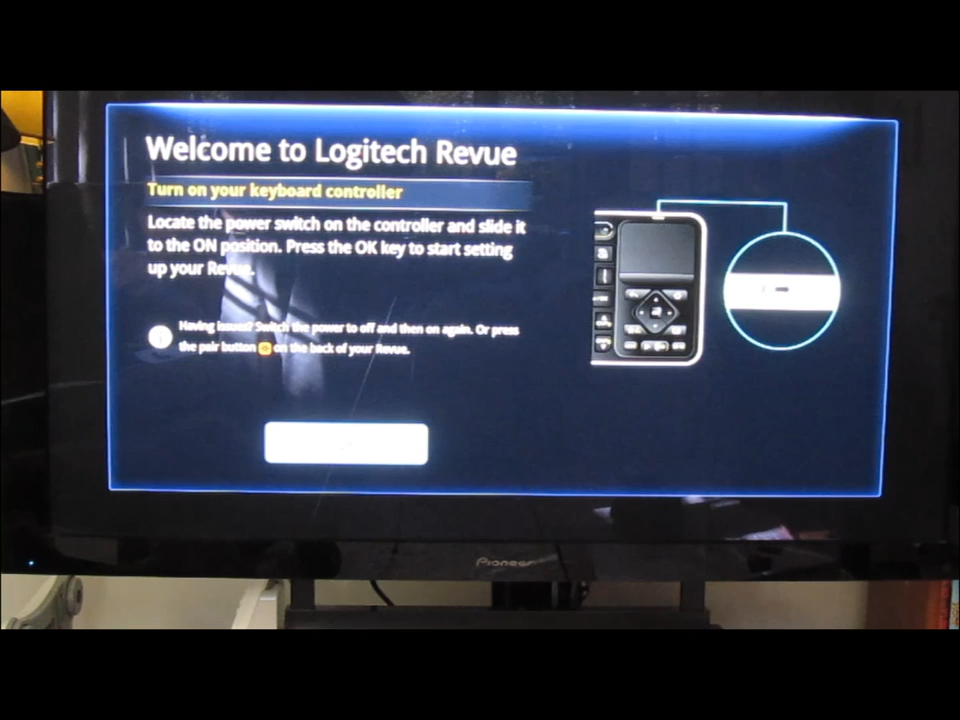 Welcome to Logitech Revue
Turn on your keyboard controller
Locate the power switch on the controller and slide it
to the ON position. Press the OK key to start setting
up your Revue.
Having issues? Switch the power to off and then on again. Or press
the pair button on the back of your Revue.
Pioneer